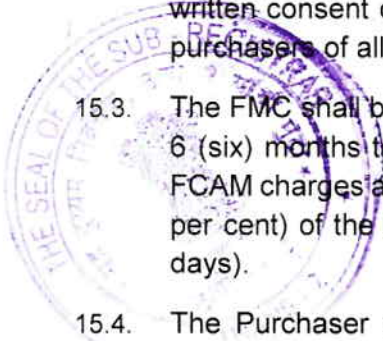 written consent
purchasers of all
15.3. The FMC shall b
6 (six) months t
FCAM charges a
per cent) of the
days).
15.4. The Purchaser
THE SEAL OF THE SUB REGISTRAR